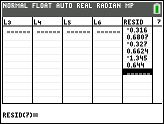 NORMAL FLOAT AUTO REAL RADIAN MP
L3 L4 L5 L6 RESID 7
------ ------ ------ ------ -0.316
0.6807
-0.327
0.6624
-1.345
0.644
------
RESID(7)=